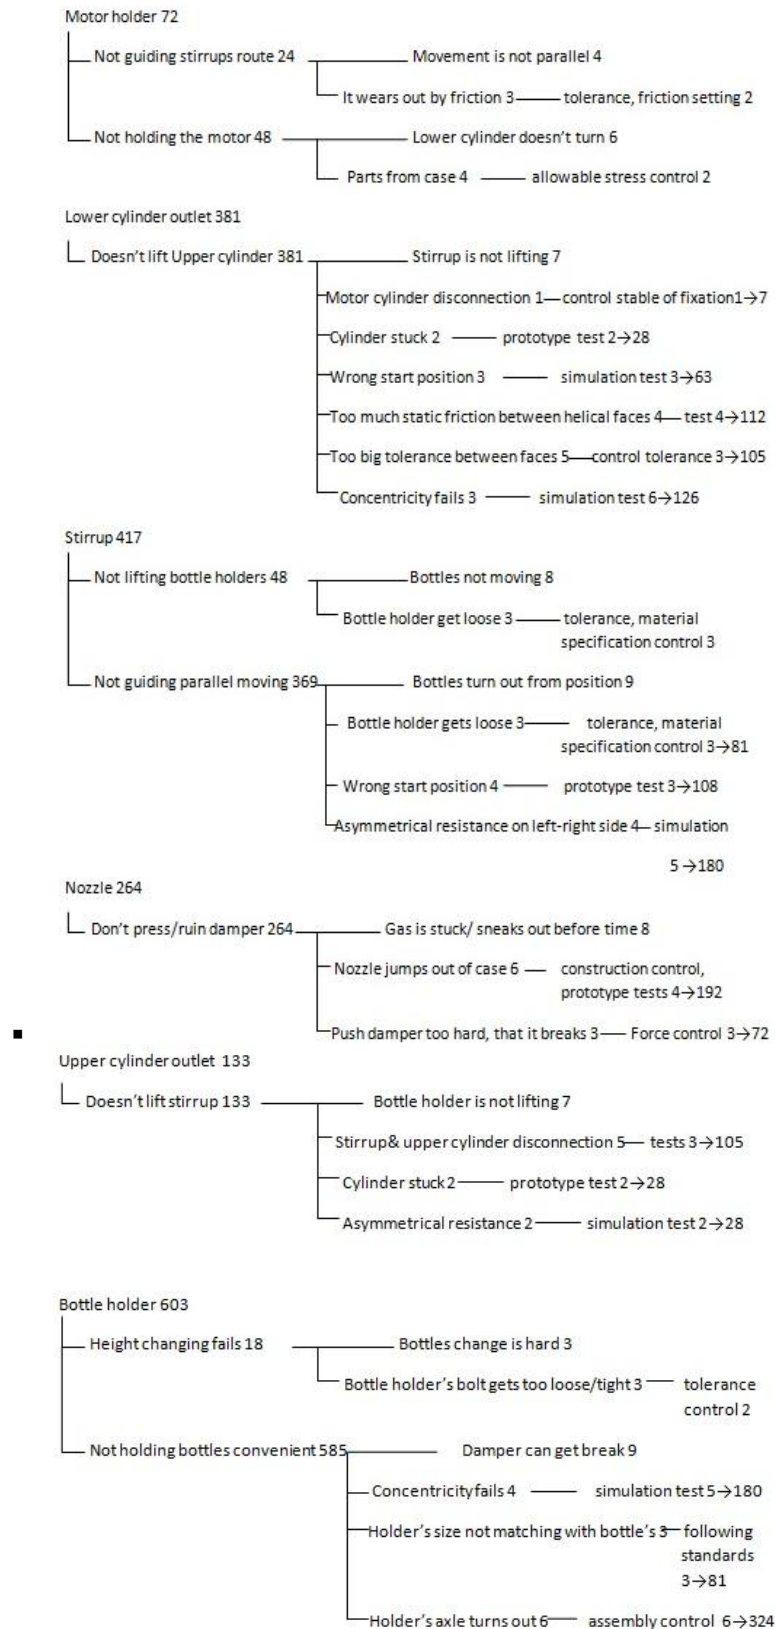 Motor holder 72
Not guiding stirrups route 24 Movement is not parallel 4
It wears out by friction 3 tolerance, friction setting 2
Not holding the motor 48 Lower cylinder doesn't turn 6
Parts from case 4 allowable stress control 2
Lower cylinder outlet 381
Doesn't lift Upper cylinder 381 Stirrup is not lifting 7
Motor cylinder disconnection 1 control stable of fixation1→7
Cylinder stuck 2 prototype test 2→28
Wrong start position 3 simulation test 3→63
Too much static friction between helical faces 4 test 4→112
Too big tolerance between faces 5 control tolerance 3→105
Concentricity fails 3 simulation test 6→126
Stirrup 417
Not lifting bottle holders 48 Bottles not moving 8
Bottle holder get loose 3 tolerance, material
specification control 3
Not guiding parallel moving 369 Bottles turn out from position 9
Bottle holder gets loose 3 tolerance, material
specification control 3→81
Wrong start position 4 prototype test 3→108
Asymmetrical resistance on left-right side 4 simulation
5→180
Nozzle 264
Don't press/ruin damper 264 Gas is stuck/ sneaks out before time 8
Nozzle jumps out of case 6 construction control,
prototype tests 4→192
Push damper too hard, that it breaks 3 Force control 3→72
Upper cylinder outlet 133
Doesn't lift stirrup 133 Bottle holder is not lifting 7
Stirrup& upper cylinder disconnection 5 tests 3→105
Cylinder stuck 2 prototype test 2→28
Asymmetrical resistance 2 simulation test 2→28
Bottle holder 603
Height changing fails 18 Bottles change is hard 3
Bottle holder's bolt gets too loose/tight 3 tolerance
control 2
Not holding bottles convenient 585 Damper can get break 9
Concentricity fails 4 simulation test 5→180
Holder's size not matching with bottle's 3 following
standards
3→81
Holder's axle turns out 6 assembly control 6→324